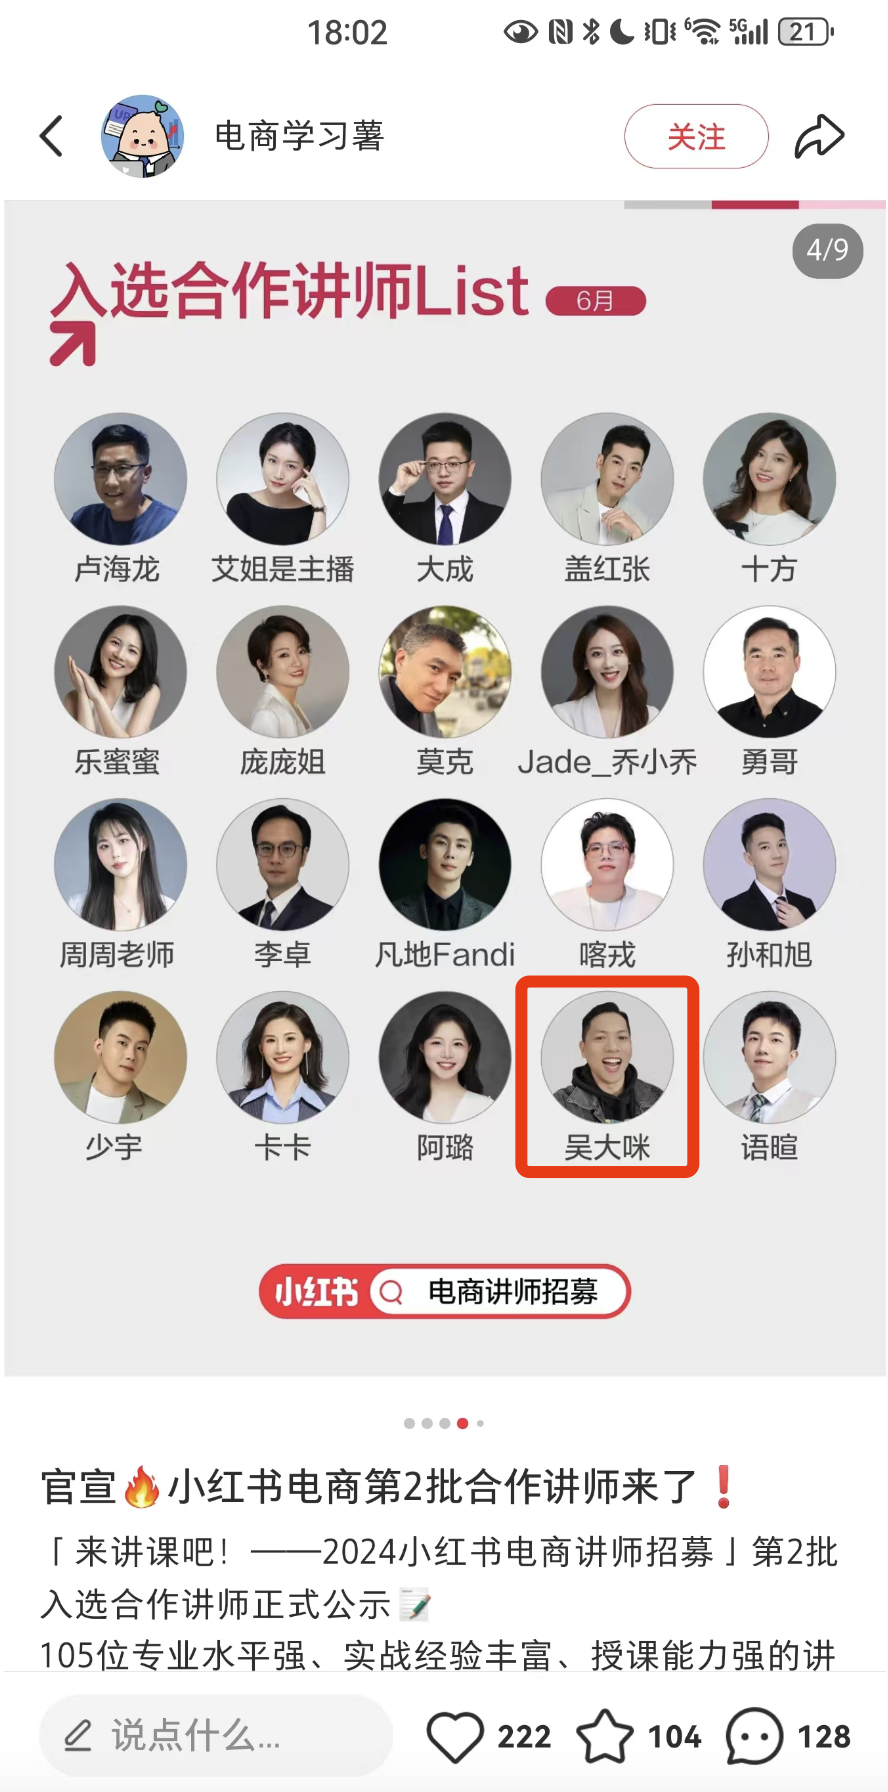 18:02
6 5G 21
电商学习薯
关注
4/9
入选合作讲师List 6月
卢海龙 艾姐是主播 大成 盖红张 十方
乐蜜蜜 庞庞姐 莫克 Jade_乔小乔 勇哥
周周老师 李卓 凡地Fandi 喀戎 孙和旭
少宇 卡卡 阿璐 吴大咪 语暄
小红书 电商讲师招募
官宣🔥小红书电商第2批合作讲师来了❗
「来讲课吧！——2024小红书电商讲师招募」第2批
入选合作讲师正式公示📝
105位专业水平强、实战经验丰富、授课能力强的讲
说点什么... 222 104 128